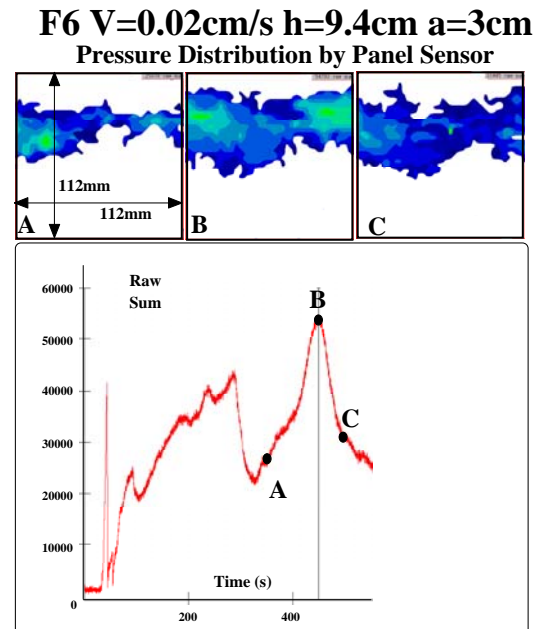 F6 V=0.02cm/s h=9.4cm a=3cm
Pressure Distribution by Panel Sensor
112mm
112mm
A
B
C
Raw
Sum
60000
50000
40000
30000
20000
10000
0
B
C
A
Time (s)
200
400